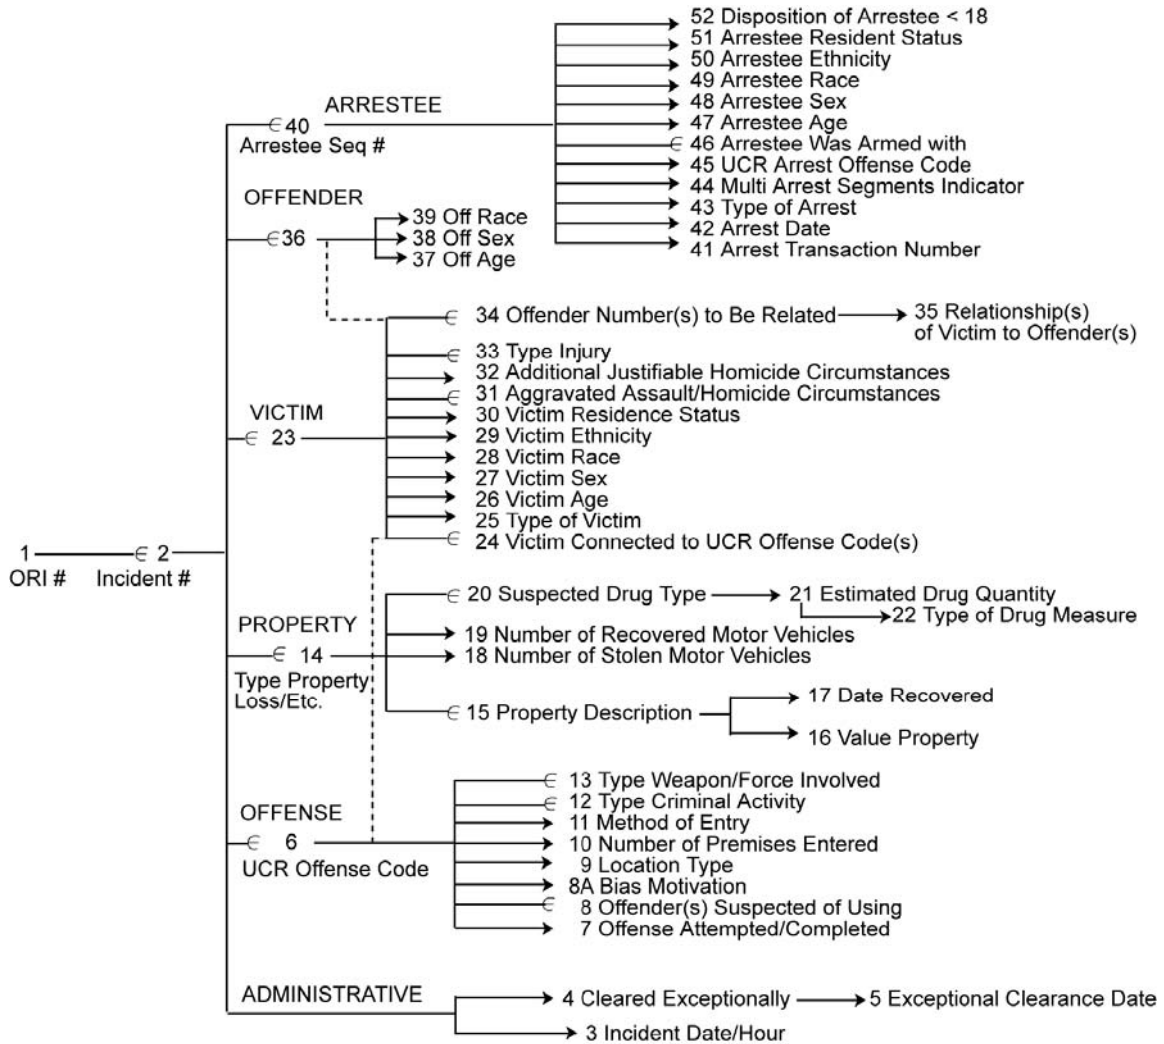 52 Disposition of Arrestee < 18
51 Arrestee Resident Status
50 Arrestee Ethnicity
49 Arrestee Race
48 Arrestee Sex
47 Arrestee Age
46 Arrestee Was Armed with
45 UCR Arrest Offense Code
44 Multi Arrest Segments Indicator
43 Type of Arrest
42 Arrest Date
41 Arrest Transaction Number
ARRESTEE
40
Arrestee Seq #
OFFENDER
36
39 Off Race
38 Off Sex
37 Off Age
34 Offender Number(s) to Be Related
35 Relationship(s)
of Victim to Offender(s)
33 Type Injury
32 Additional Justifiable Homicide Circumstances
31 Aggravated Assault/Homicide Circumstances
30 Victim Residence Status
29 Victim Ethnicity
28 Victim Race
27 Victim Sex
26 Victim Age
25 Type of Victim
24 Victim Connected to UCR Offense Code(s)
VICTIM
23
1
ORI #
2
Incident #
PROPERTY
14
Type Property
Loss/Etc.
20 Suspected Drug Type
21 Estimated Drug Quantity
22 Type of Drug Measure
19 Number of Recovered Motor Vehicles
18 Number of Stolen Motor Vehicles
15 Property Description
17 Date Recovered
16 Value Property
OFFENSE
6
UCR Offense Code
13 Type Weapon/Force Involved
12 Type Criminal Activity
11 Method of Entry
10 Number of Premises Entered
9 Location Type
8A Bias Motivation
8 Offender(s) Suspected of Using
7 Offense Attempted/Completed
ADMINISTRATIVE
4 Cleared Exceptionally
5 Exceptional Clearance Date
3 Incident Date/Hour